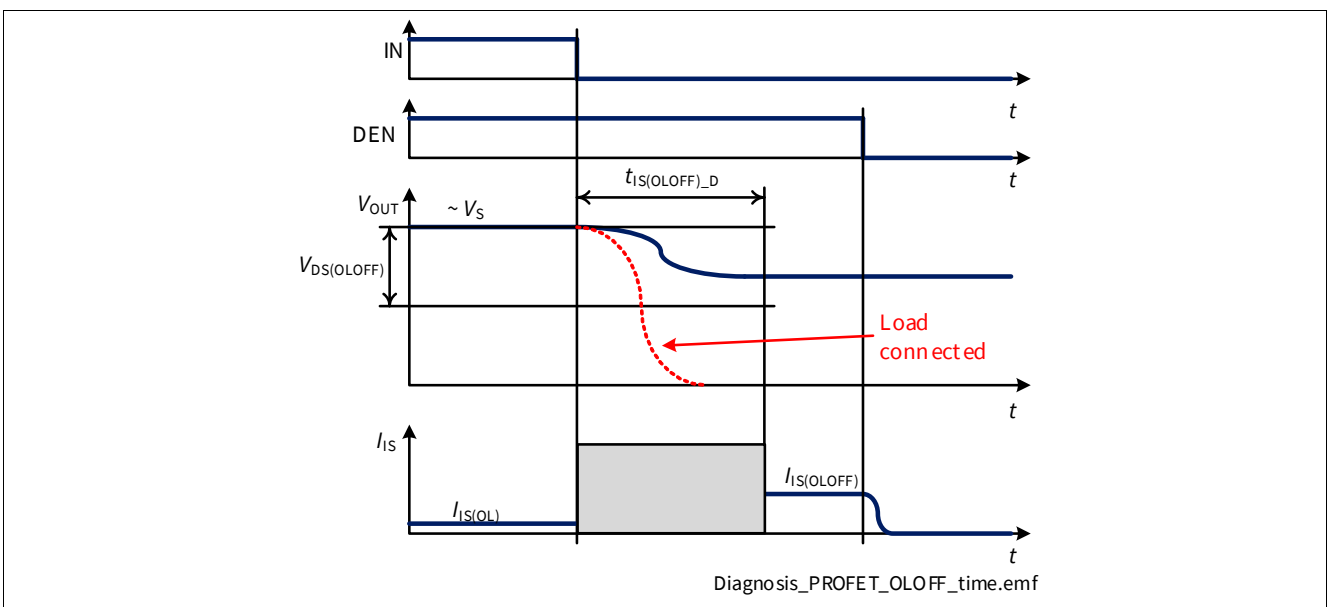 IN
t
DEN
t
tIS(OLOFF)_D
VOUT
~ VS
VDS(OLOFF)
Load
connected
t
IIS
IIS(OLOFF)
IIS(OL)
t
Diagnosis_PROFET_OLOFF_time.emf